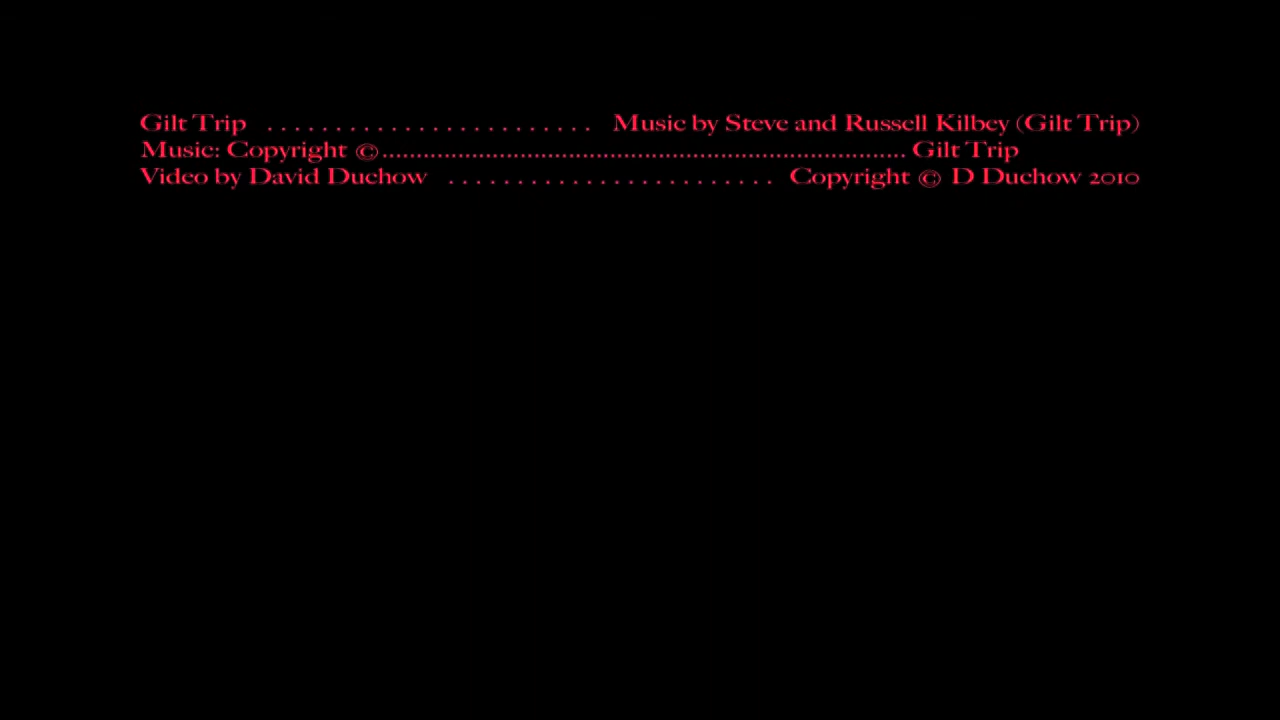 Gilt Trip . . . . . . . . . . . . . . . . . . . . . . . . Music by Steve and Russell Kilbey (Gilt Trip)
Music: Copyright ©............................................................................................... Gilt Trip
Video by David Duchow . . . . . . . . . . . . . . . . . . . . . . . . Copyright © D Duchow 2010